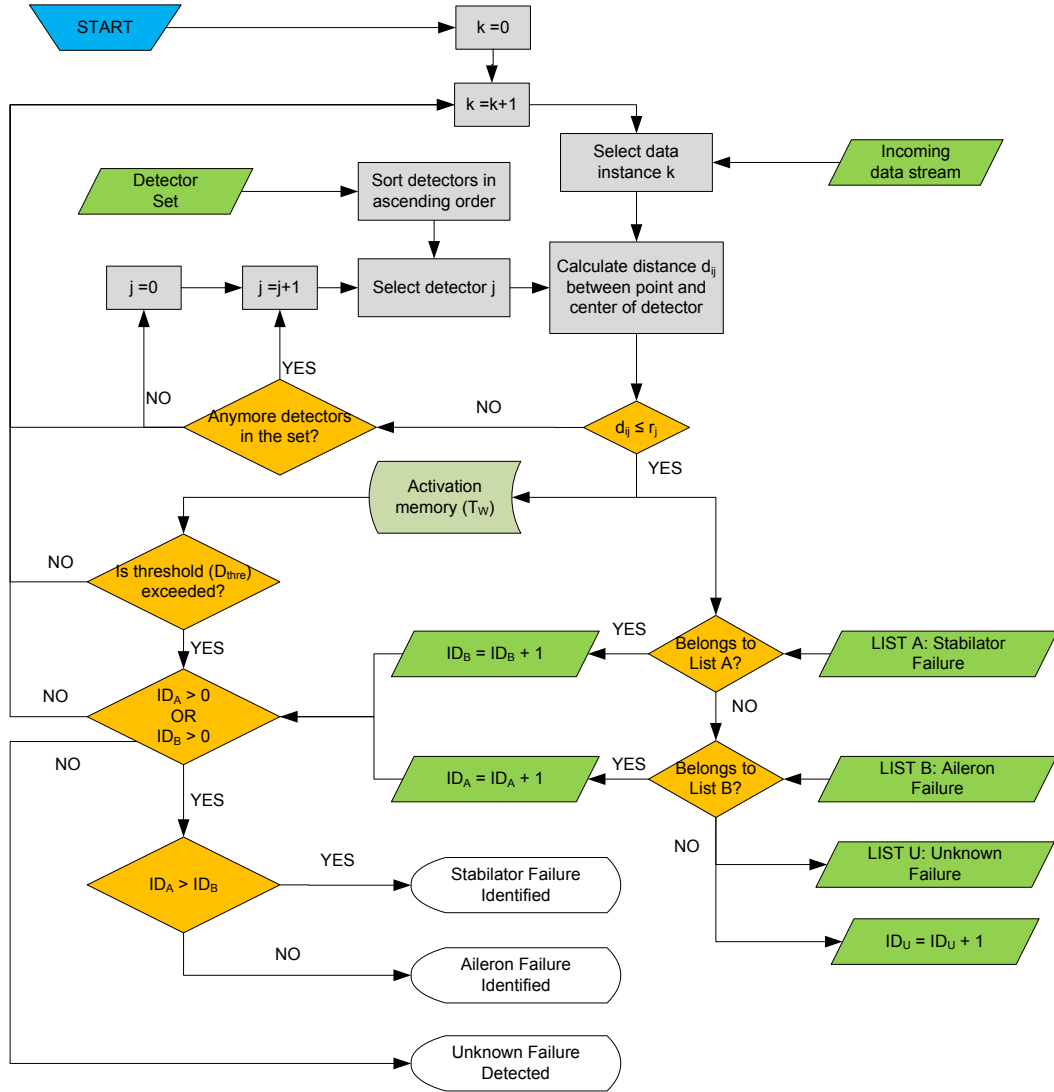 START
k =0
k =k+1
Select data
instance k
Incoming
data stream
Detector
Set
Sort detectors in
ascending order
j =0
j =j+1
Select detector j
Calculate distance dij
between point and
center of detector
YES
NO
Anymore detectors
in the set?
NO
dij ≤ rj
YES
Activation
memory (TW)
NO
Is threshold (Dthre)
exceeded?
YES
IDB = IDB + 1
YES
Belongs to
List A?
LIST A: Stabilator
Failure
NO
IDA > 0
OR
IDB > 0
NO
NO
YES
IDA = IDA + 1
YES
Belongs to
List B?
LIST B: Aileron
Failure
NO
LIST U: Unknown
Failure
IDU = IDU + 1
IDA > IDB
YES
Stabilator Failure
Identified
NO
Aileron Failure
Identified
Unknown Failure
Detected